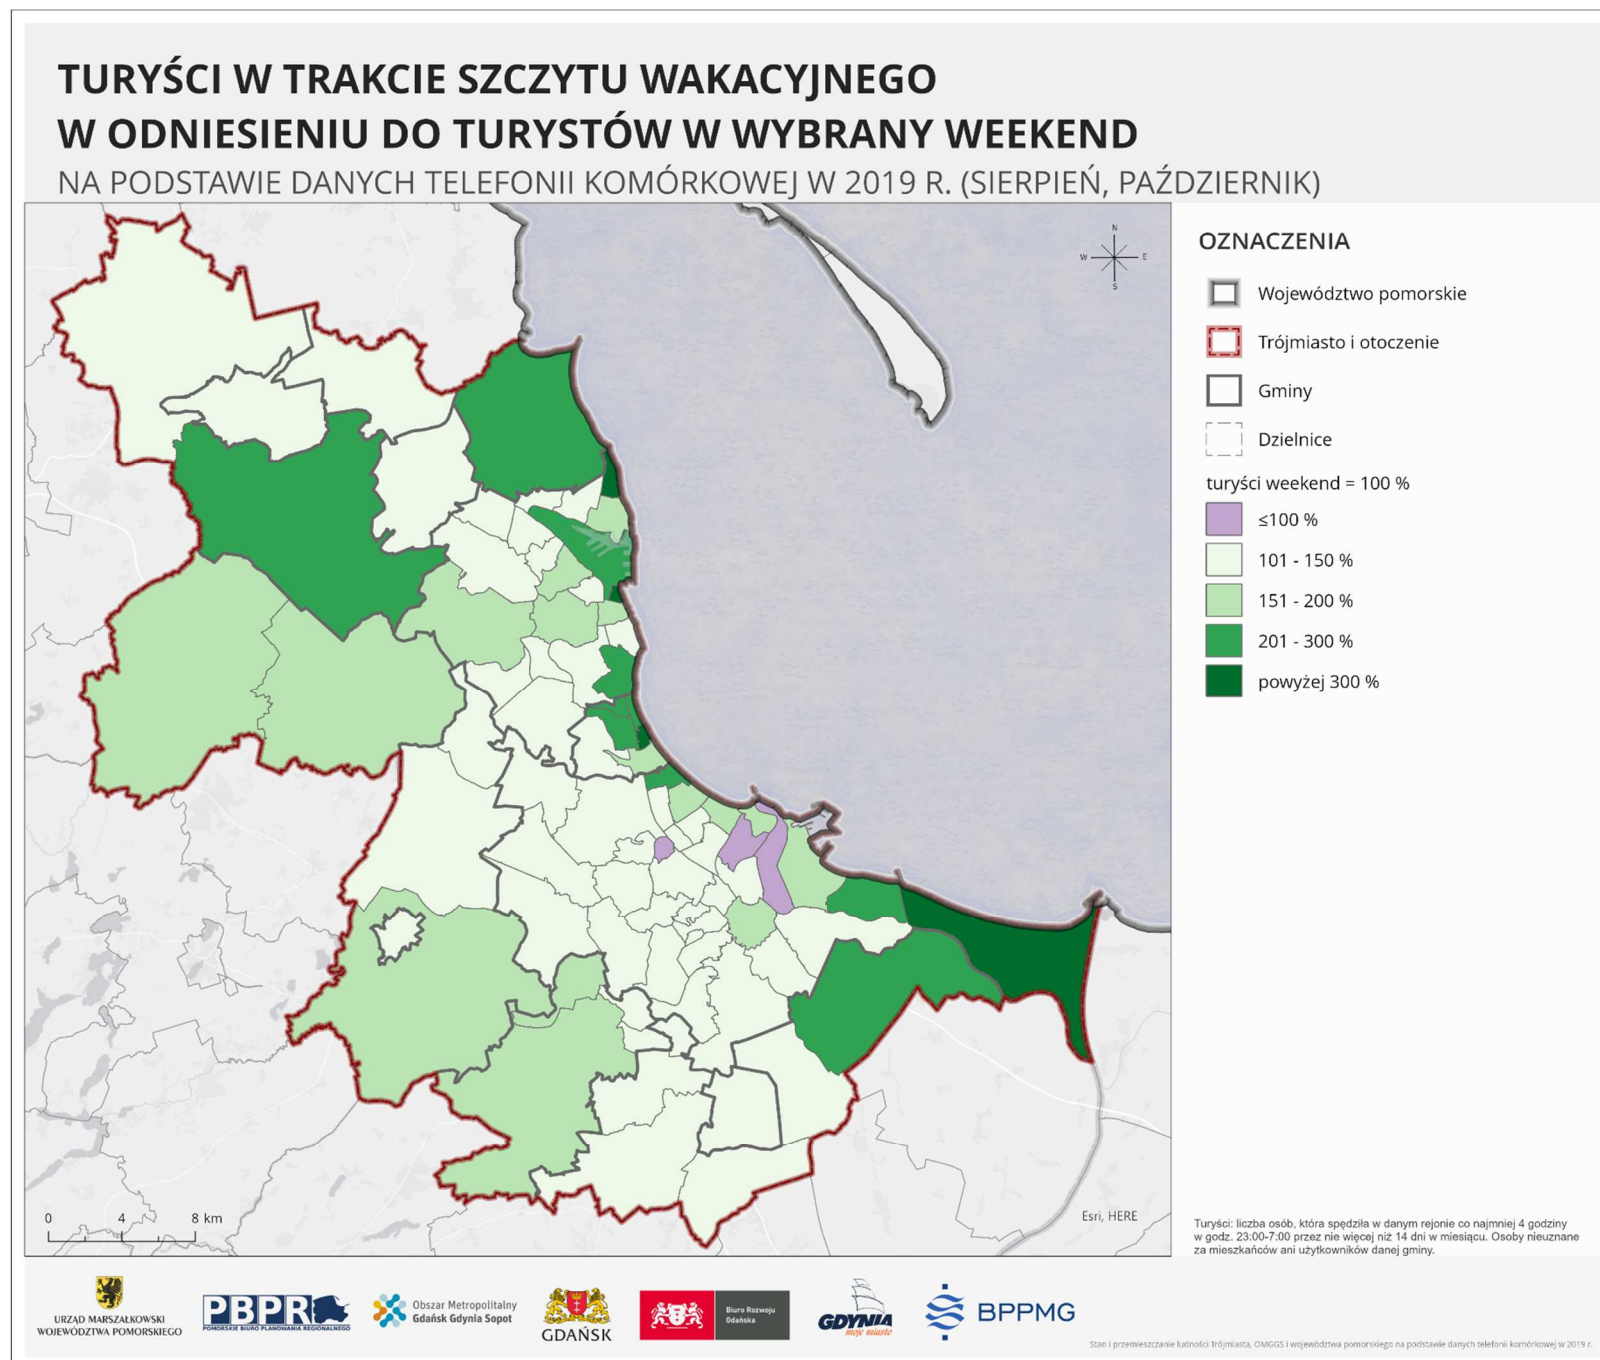 TURYŚCI W TRAKCIE SZCZYTU WAKACYJNEGO
W ODNIESIENIU DO TURYSTÓW W WYBRANY WEEKEND
NA PODSTAWIE DANYCH TELEFONII KOMÓRKOWEJ W 2019 R. (SIERPIEŃ, PAŹDZIERNIK)
N
W E
S
OZNACZENIA
Województwo pomorskie
Trójmiasto i otoczenie
Gminy
Dzielnice
turyści weekend = 100 %
≤100 %
101 - 150 %
151 - 200 %
201 - 300 %
powyżej 300 %
0 4 8 km
Esri, HERE
Turyści: liczba osób, która spędziła w danym rejonie co najmniej 4 godziny
w godz. 23:00-7:00 przez nie więcej niż 14 dni w miesiącu. Osoby nieuznane
za mieszkańców ani użytkowników danej gminy.
URZĄD MARSZAŁKOWSKI
WOJEWÓDZTWA POMORSKIEGO
PBPR
POMORSKIE BIURO PLANOWANIA REGIONALNEGO
Obszar Metropolitalny
Gdańsk Gdynia Sopot
GDAŃSK
Biuro Rozwoju
Gdańska
GDYNIA
moje miasto
BPPMG
Stan i przemieszczanie ludności Trójmiasta, OMGGS i województwa pomorskiego na podstawie danych telefonii komórkowej w 2019 r.